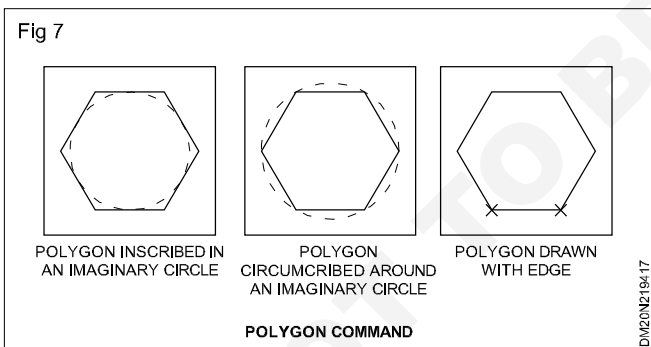 Fig 7
POLYGON INSCRIBED IN
AN IMAGINARY CIRCLE
POLYGON
CIRCUMCRIBED AROUND
AN IMAGINARY CIRCLE
POLYGON DRAWN
WITH EDGE
POLYGON COMMAND
DM20N219417